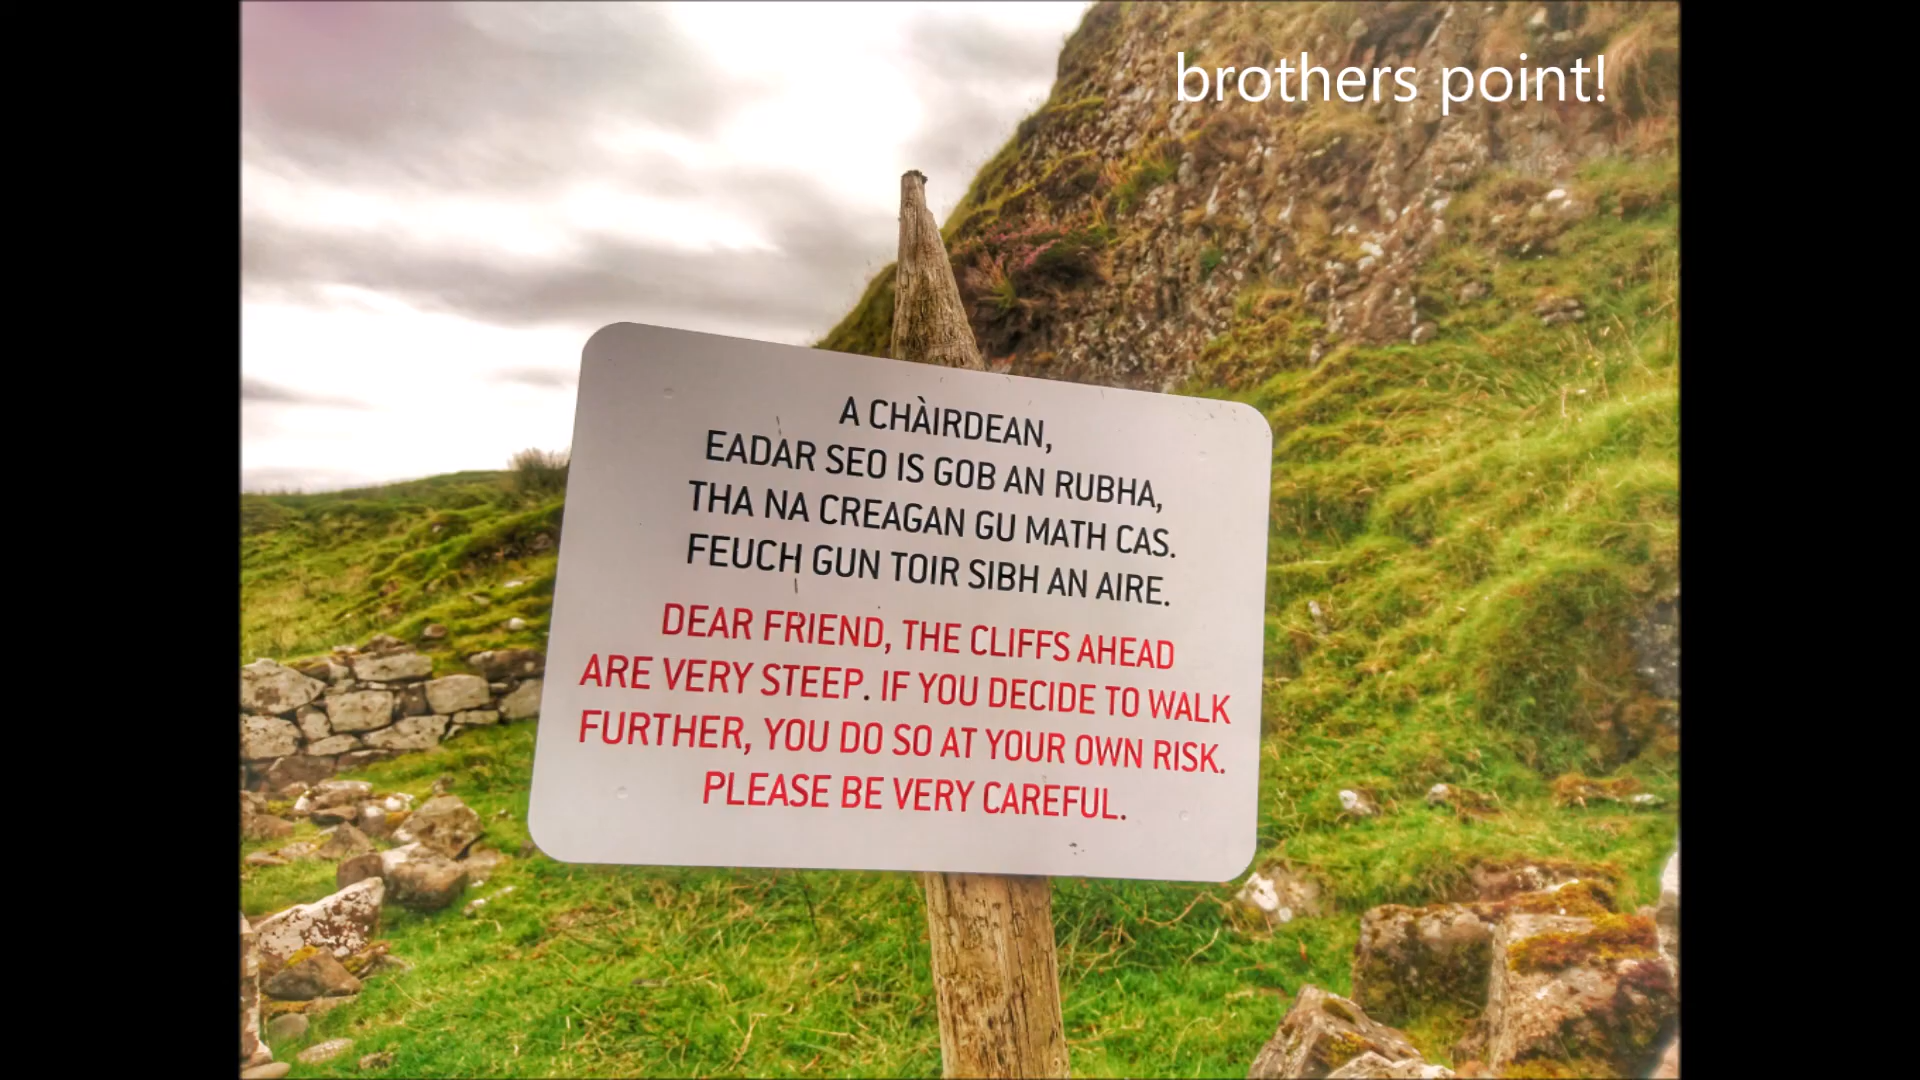 brothers point!
A CHÀIRDEAN,
EADAR SEO IS GOB AN RUBHA,
THA NA CREAGAN GU MATH CAS.
FEUCH GUN TOIR SIBH AN AIRE.
DEAR FRIEND, THE CLIFFS AHEAD
ARE VERY STEEP. IF YOU DECIDE TO WALK
FURTHER, YOU DO SO AT YOUR OWN RISK.
PLEASE BE VERY CAREFUL.